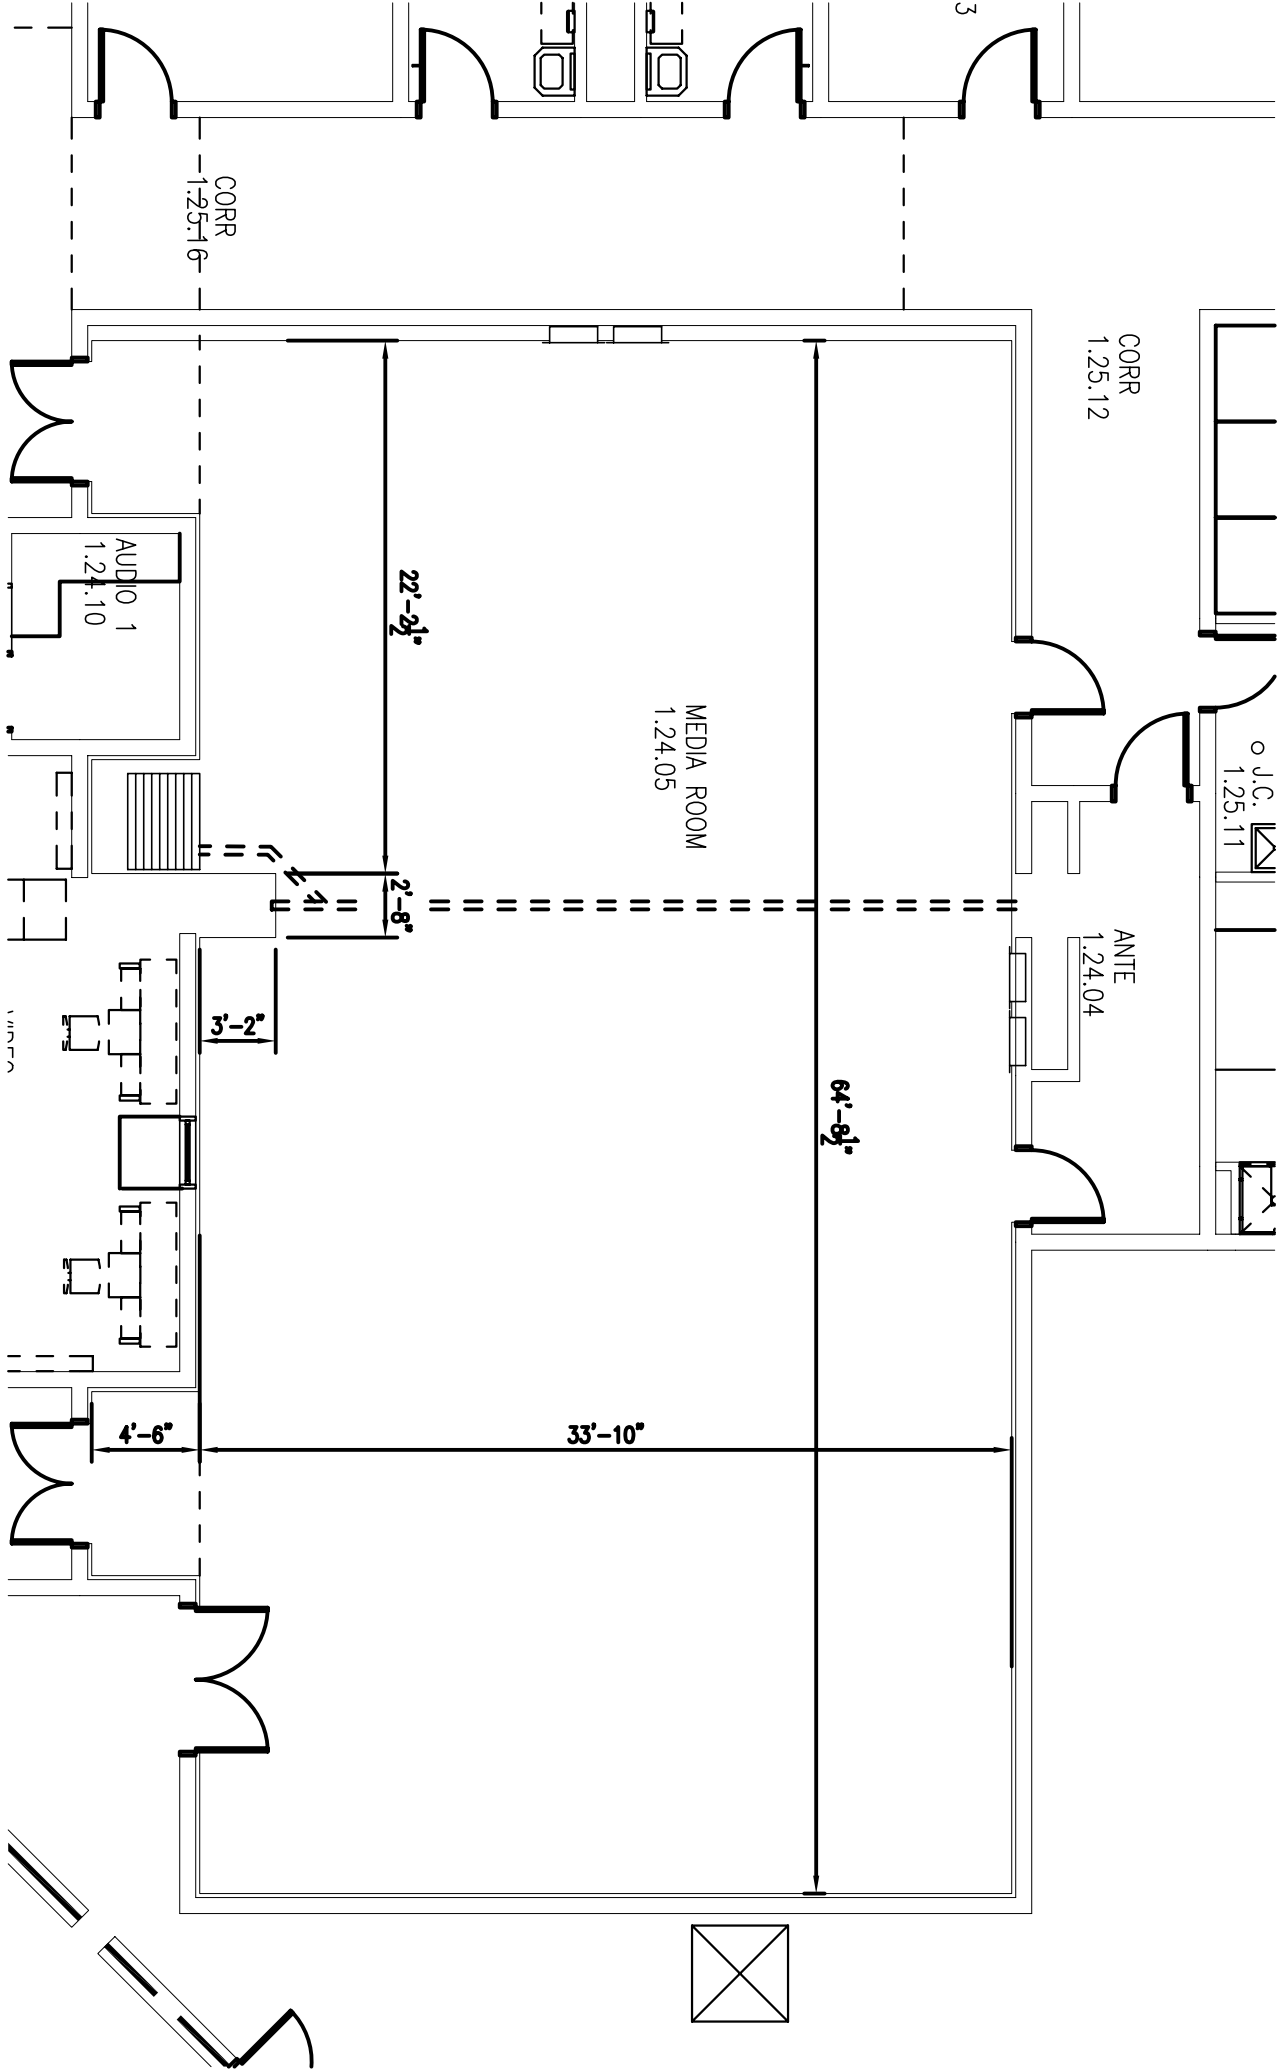 3
CORR
1.25.16
CORR
1.25.12
AUDIO 1
1.24.10
22'-2½"
MEDIA ROOM
1.24.05
J.C.
1.25.11
2'-8"
ANTE
1.24.04
3'-2"
VIDEO
64'-8½"
4'-6"
33'-10"